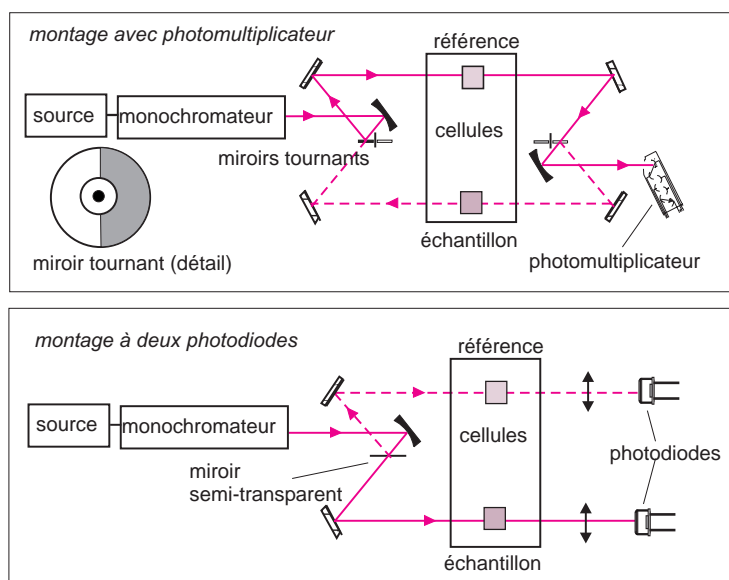 montage avec photomultiplicateur
référence
source
monochromateur
cellules
miroirs tournants
échantillon
photomultiplicateur
miroir tournant (détail)
montage à deux photodiodes
référence
source
monochromateur
cellules
photodiodes
miroir
semi-transparent
échantillon